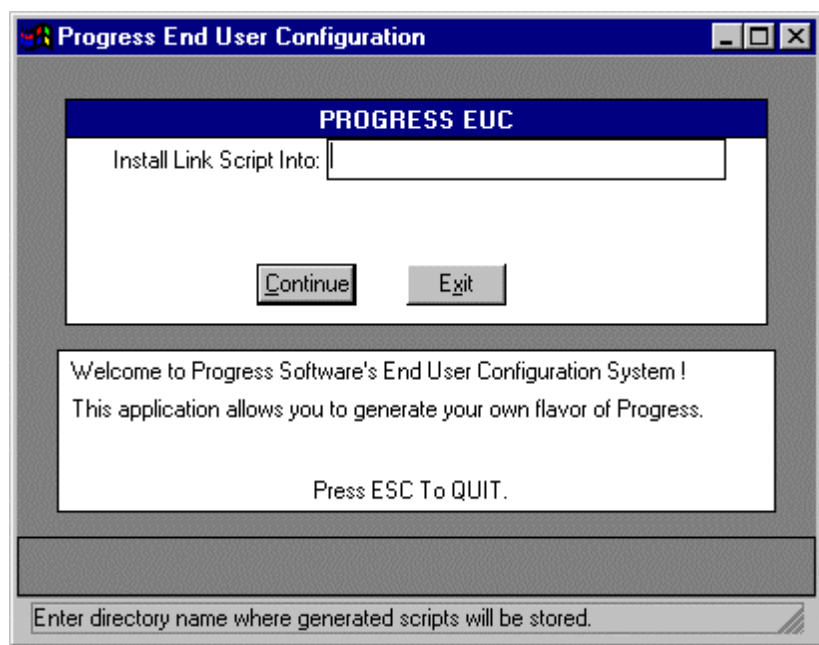 Progress End User Configuration
PROGRESS EUC
Install Link Script Into:
Continue Exit
Welcome to Progress Software's End User Configuration System !
This application allows you to generate your own flavor of Progress.
Press ESC To QUIT.
Enter directory name where generated scripts will be stored.